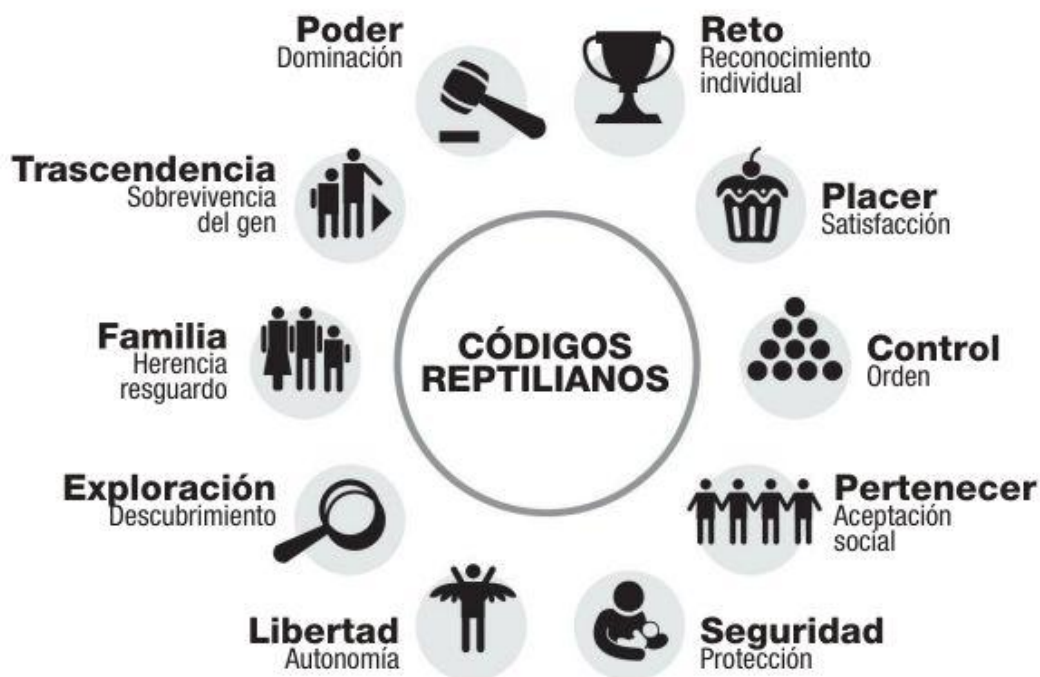 Poder
Dominación
Reto
Reconocimiento
individual
Placer
Satisfacción
Control
Orden
Pertenecer
Aceptación
social
Seguridad
Protección
Libertad
Autonomía
Exploración
Descubrimiento
Familia
Herencia
resguardo
Trascendencia
Sobrevivencia
del gen
CÓDIGOS
REPTILIANOS